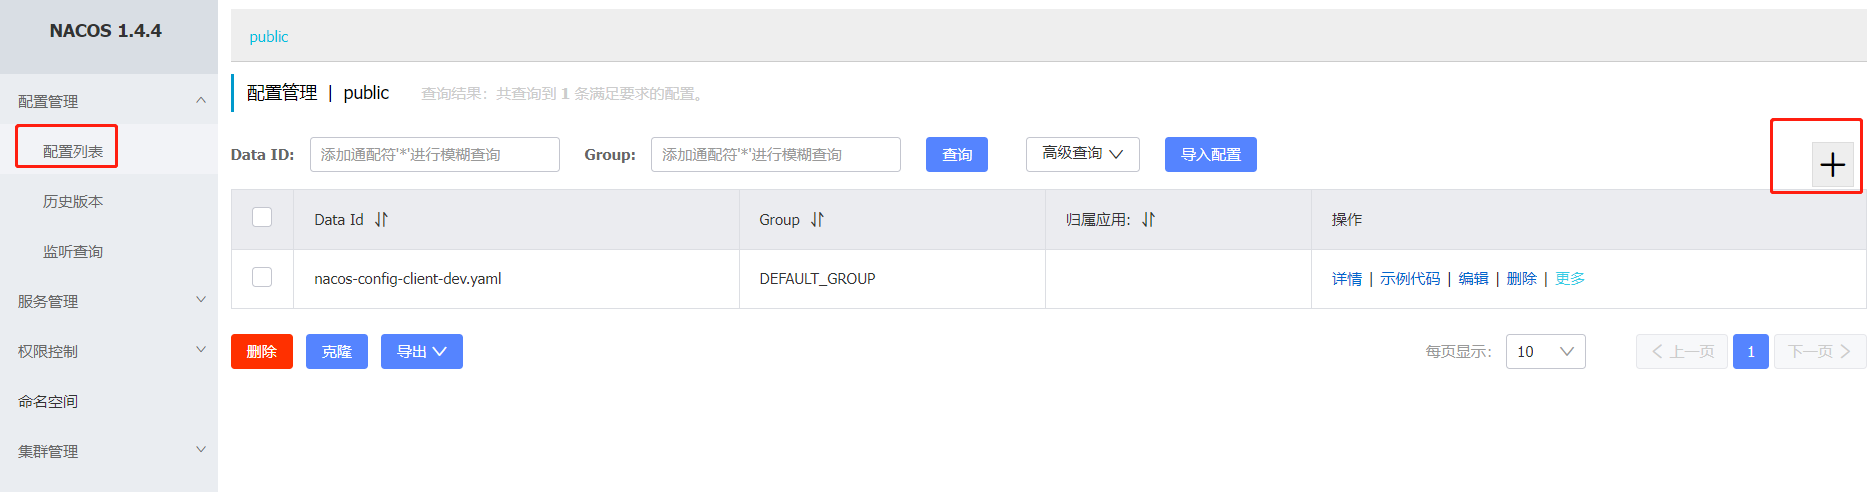 NACOS 1.4.4
配置管理
配置列表
历史版本
监听查询
服务管理
权限控制
命名空间
集群管理
public
配置管理 | public 查询结果：共查询到 1 条满足要求的配置。
Data ID: 添加通配符'*'进行模糊查询 Group: 添加通配符'*'进行模糊查询 查询 高级查询 导入配置
Data Id Group 归属应用: 操作
nacos-config-client-dev.yaml DEFAULT_GROUP 详情 | 示例代码 | 编辑 | 删除 | 更多
删除 克隆 导出 每页显示: 10 上一页 1 下一页